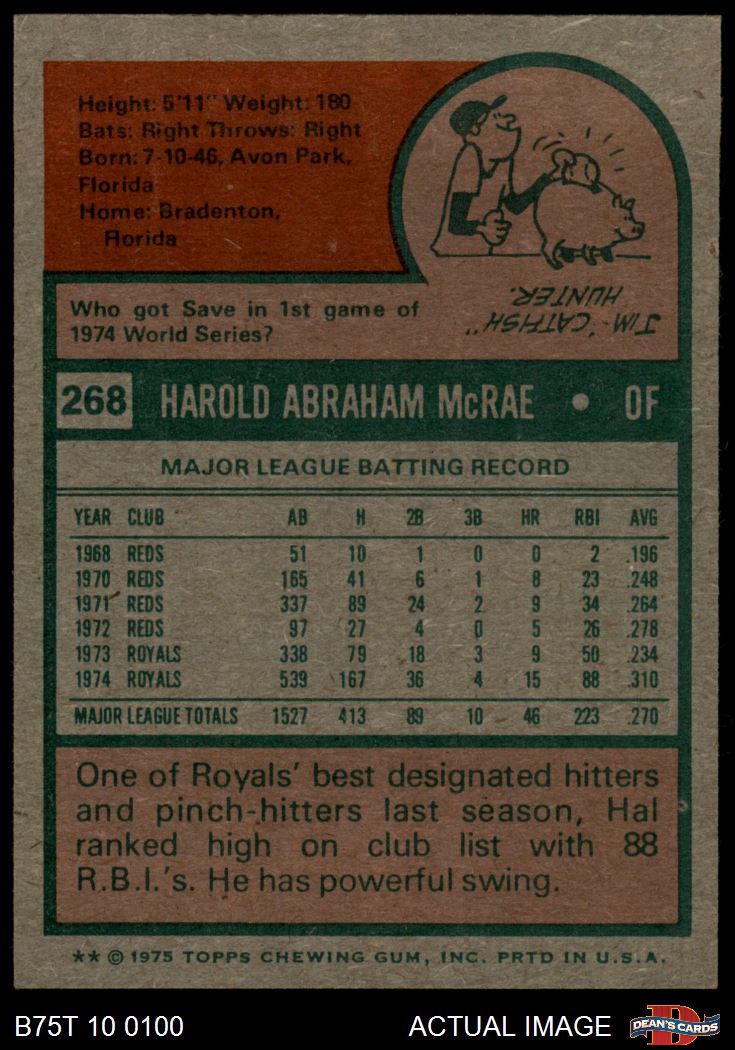 Height: 5'11" Weight: 180
Bats: Right Throws: Right
Born: 7-10-46, Avon Park,
Florida
Home: Bradenton,
Florida
Who got Save in 1st game of
1974 World Series?
JIM "CATFISH"
HUNTER.
268 HAROLD ABRAHAM McRAE • OF
MAJOR LEAGUE BATTING RECORD
YEAR CLUB AB H 2B 3B HR RBI AVG
1968 REDS 51 10 1 0 0 2 .196
1970 REDS 165 41 6 1 8 23 .248
1971 REDS 337 89 24 2 9 34 .264
1972 REDS 97 27 4 0 5 26 .278
1973 ROYALS 338 79 18 3 9 50 .234
1974 ROYALS 539 167 36 4 15 88 .310
MAJOR LEAGUE TOTALS 1527 413 89 10 46 223 .270
One of Royals' best designated hitters
and pinch-hitters last season, Hal
ranked high on club list with 88
R.B.I.'s. He has powerful swing.
** © 1975 TOPPS CHEWING GUM, INC. PRTD IN U.S.A.
B75T 10 0100 ACTUAL IMAGE DEAN'S CARDS